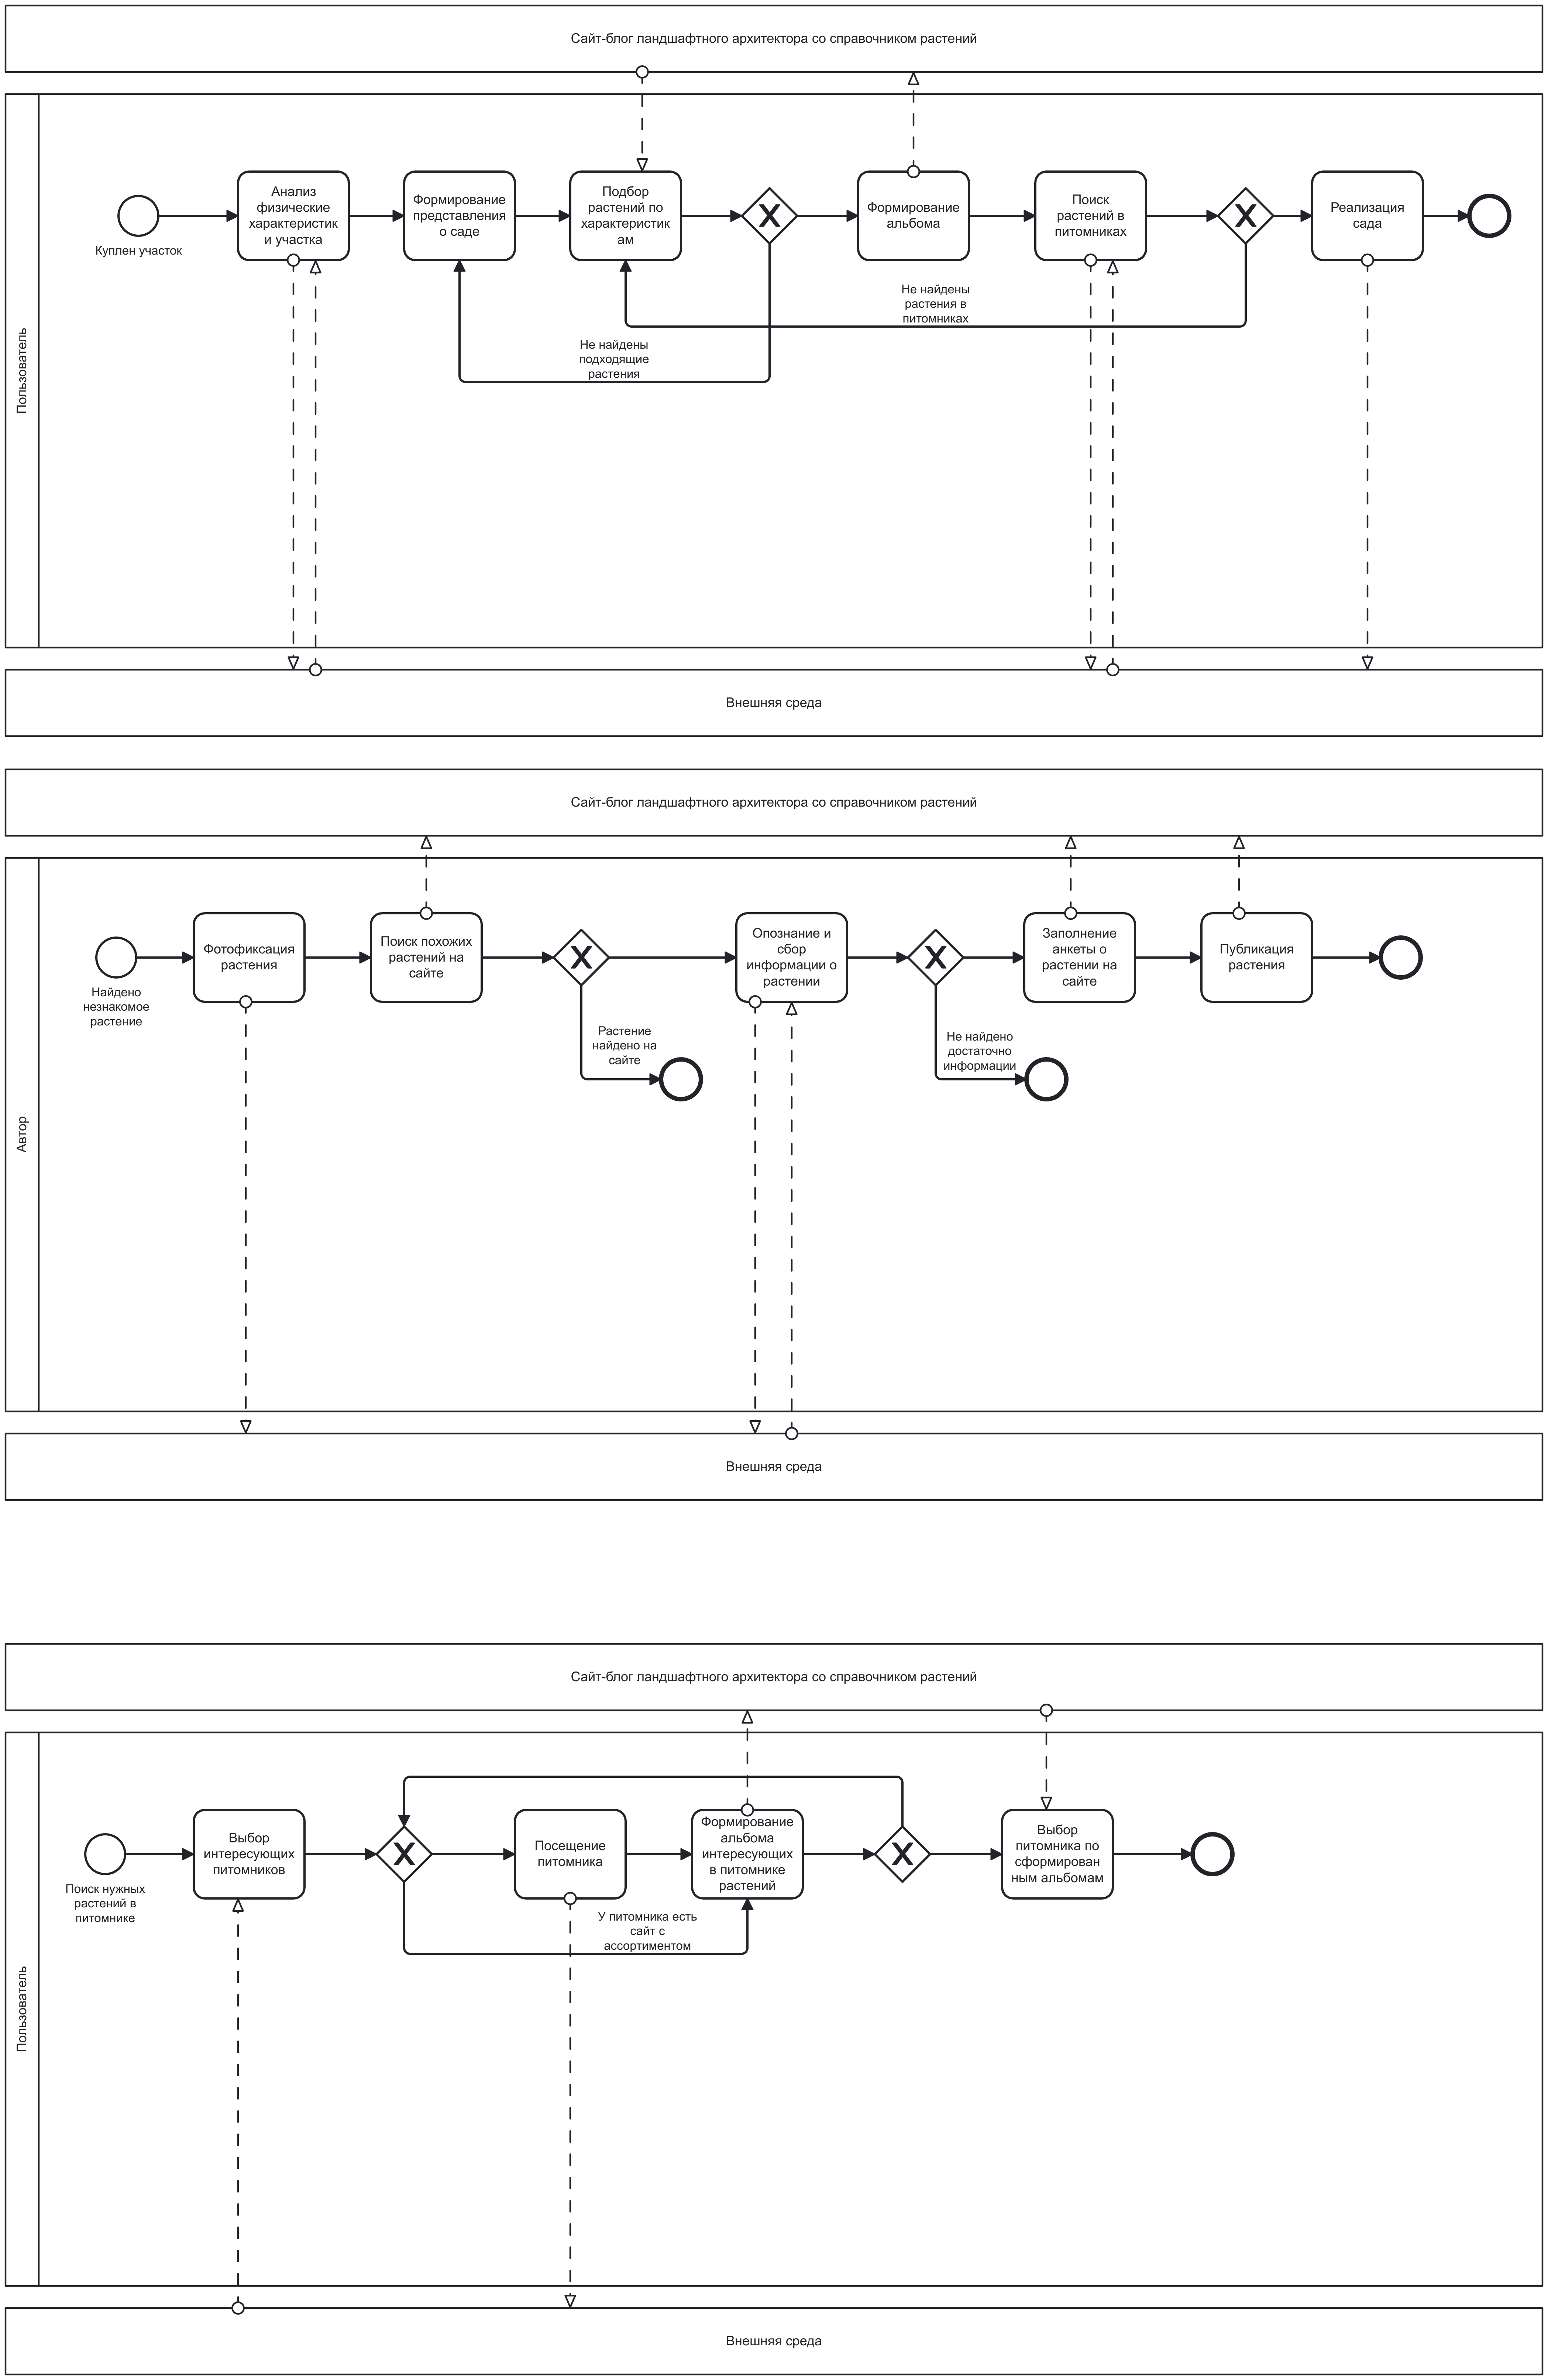 Сайт-блог ландшафтного архитектора со справочником растений
Пользователь
Куплен участок
Анализ
физические
характеристик
и участка
Формирование
представления
о саде
Подбор
растений по
характеристик
ам
Формирование
альбома
Поиск
растений в
питомниках
Реализация
сада
Не найдены
растения в
питомниках
Не найдены
подходящие
растения
Внешняя среда
Сайт-блог ландшафтного архитектора со справочником растений
Автор
Найдено
незнакомое
растение
Фотофиксация
растения
Поиск похожих
растений на
сайте
Растение
найдено на
сайте
Опознание и
сбор
информации о
растении
Не найдено
достаточно
информации
Заполнение
анкеты о
растении на
сайте
Публикация
растения
Внешняя среда
Сайт-блог ландшафтного архитектора со справочником растений
Пользователь
Поиск нужных
растений в
питомнике
Выбор
интересующих
питомников
Посещение
питомника
Формирование
альбома
интересующих
в питомнике
растений
У питомника есть
сайт с
ассортиментом
Выбор
питомника по
сформирован
ным альбомам
Внешняя среда